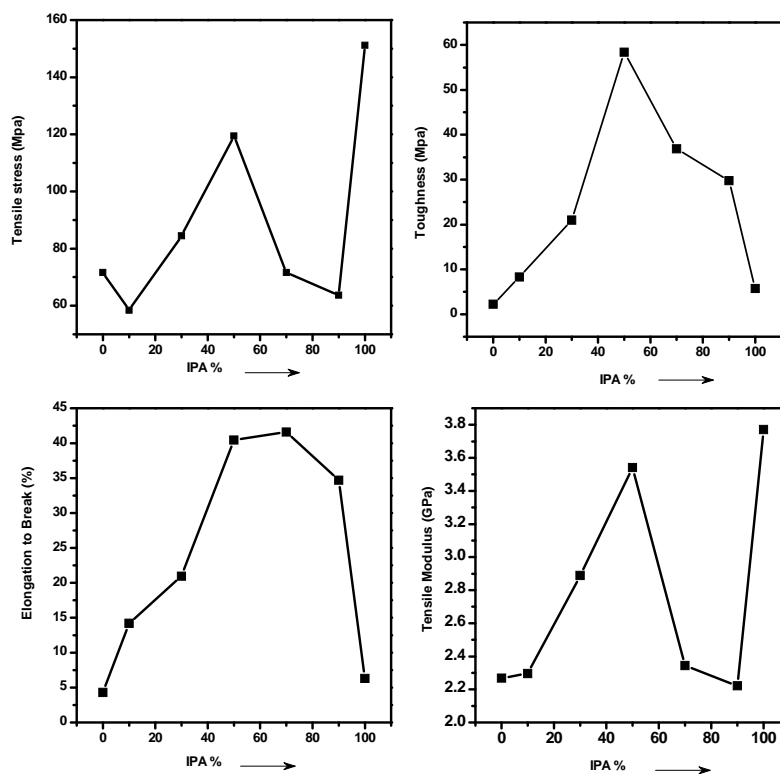 Tensile stress (Mpa)
160
140
120
100
80
60
0 20 40 60 80 100
IPA %
Toughness (Mpa)
60
50
40
30
20
10
0
0 20 40 60 80 100
IPA %
Elongation to Break (%)
45
40
35
30
25
20
15
10
5
0
0 20 40 60 80 100
IPA %
Tensile Modulus (GPa)
3.8
3.6
3.4
3.2
3.0
2.8
2.6
2.4
2.2
2.0
0 20 40 60 80 100
IPA %